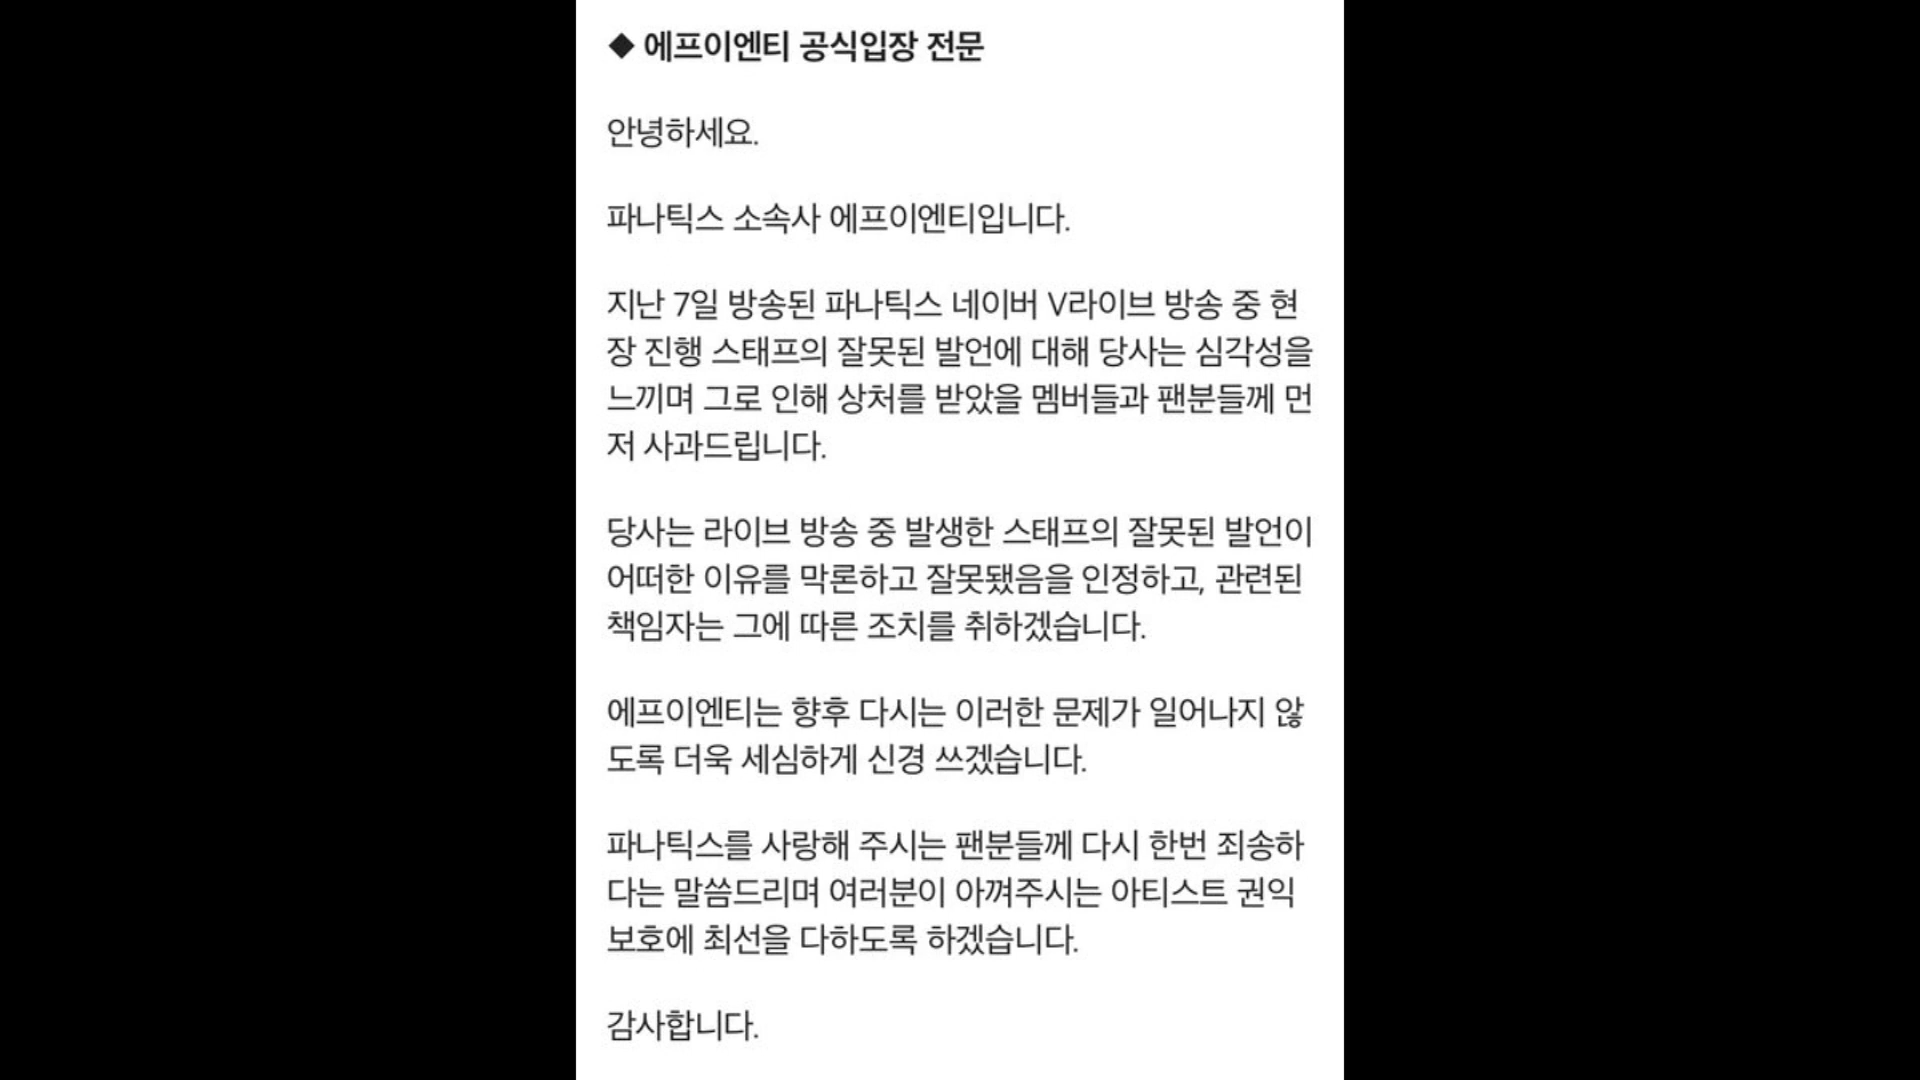 ◆ 에프이엔티 공식입장 전문
안녕하세요.
파나틱스 소속사 에프이엔티입니다.
지난 7일 방송된 파나틱스 네이버 V라이브 방송 중 현
장 진행 스태프의 잘못된 발언에 대해 당사는 심각성을
느끼며 그로 인해 상처를 받았을 멤버들과 팬분들께 먼
저 사과드립니다.
당사는 라이브 방송 중 발생한 스태프의 잘못된 발언이
어떠한 이유를 막론하고 잘못됐음을 인정하고, 관련된
책임자는 그에 따른 조치를 취하겠습니다.
에프이엔티는 향후 다시는 이러한 문제가 일어나지 않
도록 더욱 세심하게 신경 쓰겠습니다.
파나틱스를 사랑해 주시는 팬분들께 다시 한번 죄송하
다는 말씀드리며 여러분이 아껴주시는 아티스트 권익
보호에 최선을 다하도록 하겠습니다.
감사합니다.